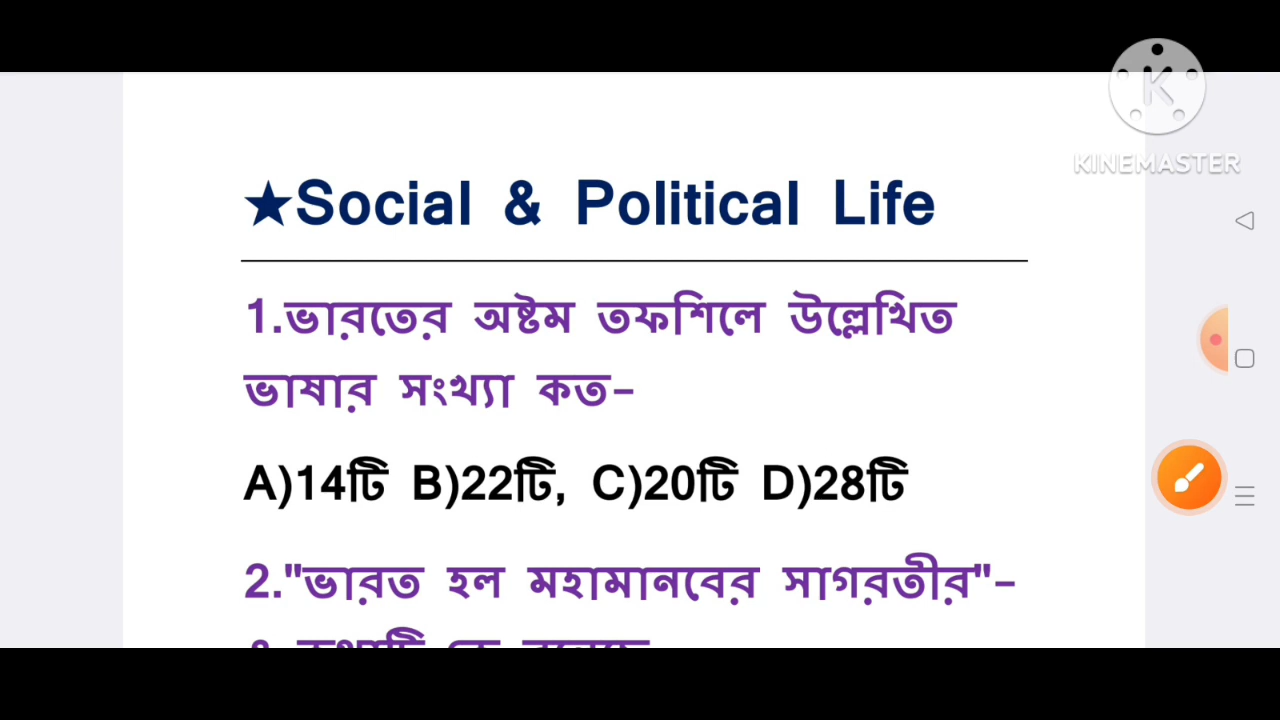 ★Social & Political Life
1.ভারতের অষ্টম তফশিলে উল্লেখিত
ভাষার সংখ্যা কত-
A)14টি B)22টি, C)20টি D)28টি
2."ভারত হল মহামানবের সাগরতীর"-
K
KINEMASTER